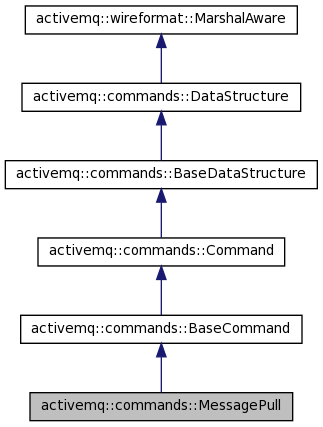 activemq::wireformat::MarshalAware
activemq::commands::DataStructure
activemq::commands::BaseDataStructure
activemq::commands::Command
activemq::commands::BaseCommand
activemq::commands::MessagePull